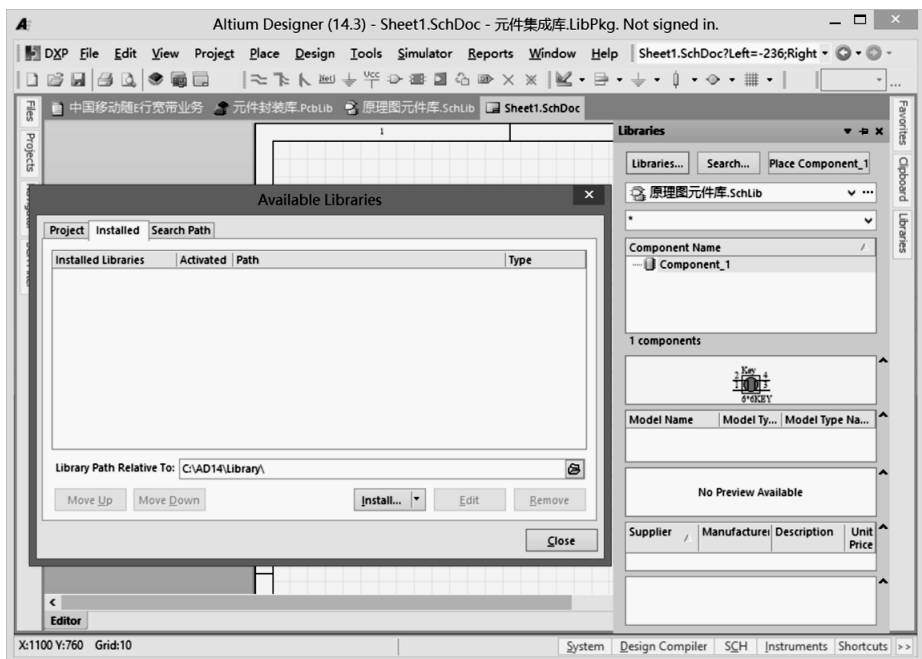 Altium Designer (14.3) - Sheet1.SchDoc - 元件集成库.LibPkg. Not signed in.
DXP File Edit View Project Place Design Tools Simulator Reports Window Help Sheet1.SchDoc?Left=-236;Right
Vcc
Files
Projects
中国移动随E行宽带业务 元件封装库.PcbLib 原理图元件库.SchLib Sheet1.SchDoc
1
Available Libraries
Project Installed Search Path
Installed Libraries Activated Path Type
Library Path Relative To: C:\AD14\Library\
Move Up Move Down Install... Edit Remove
Close
Libraries
Libraries... Search... Place Component_1
原理图元件库.SchLib
*
Component Name
Component_1
1 components
Key
2 4
1 3
6*6KEY
Model Name Model Ty... Model Type Na...
No Preview Available
Supplier Manufacturer Description Unit Price
Favorites
Clipboard
Libraries
Editor
X:1100 Y:760 Grid:10
System Design Compiler SCH Instruments Shortcuts >>